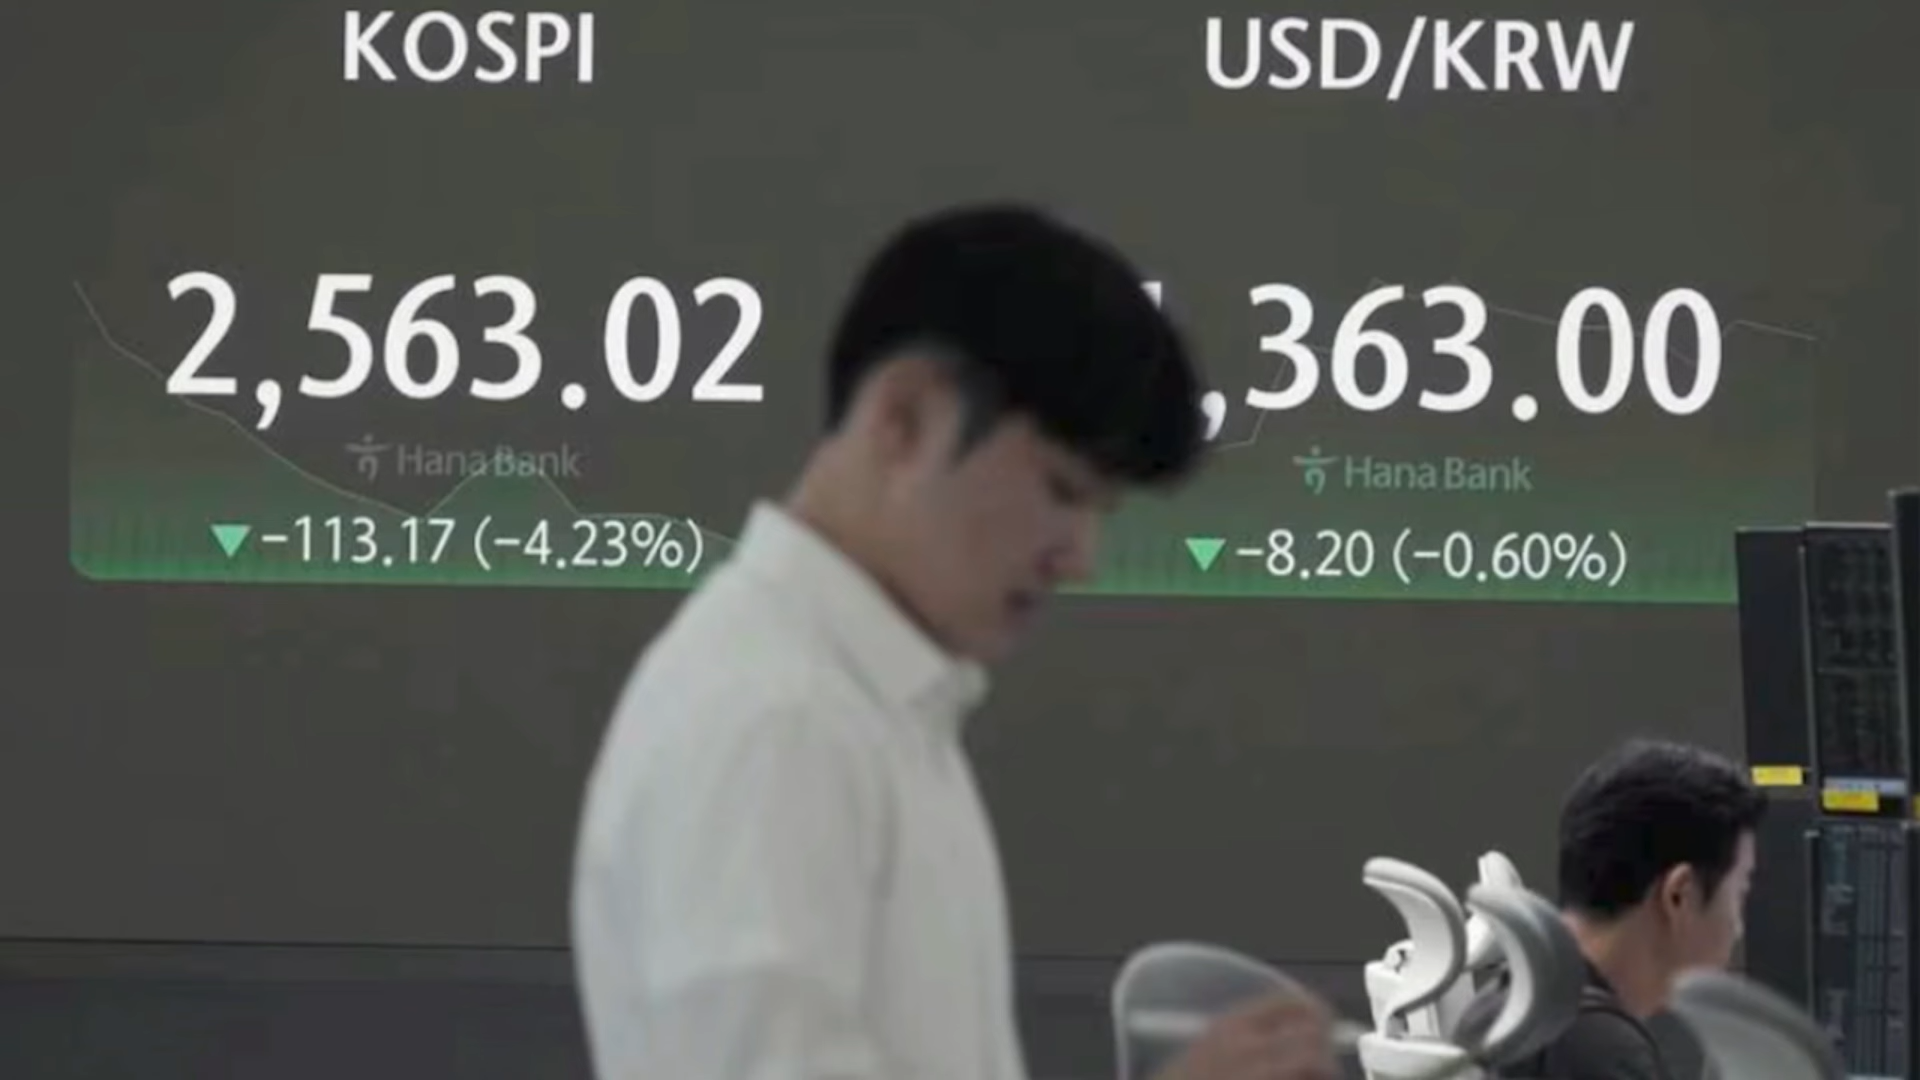 KOSPI
USD/KRW
2,563.02
,363.00
Hana Bank
Hana Bank
▼-113.17 (-4.23%)
▼-8.20 (-0.60%)